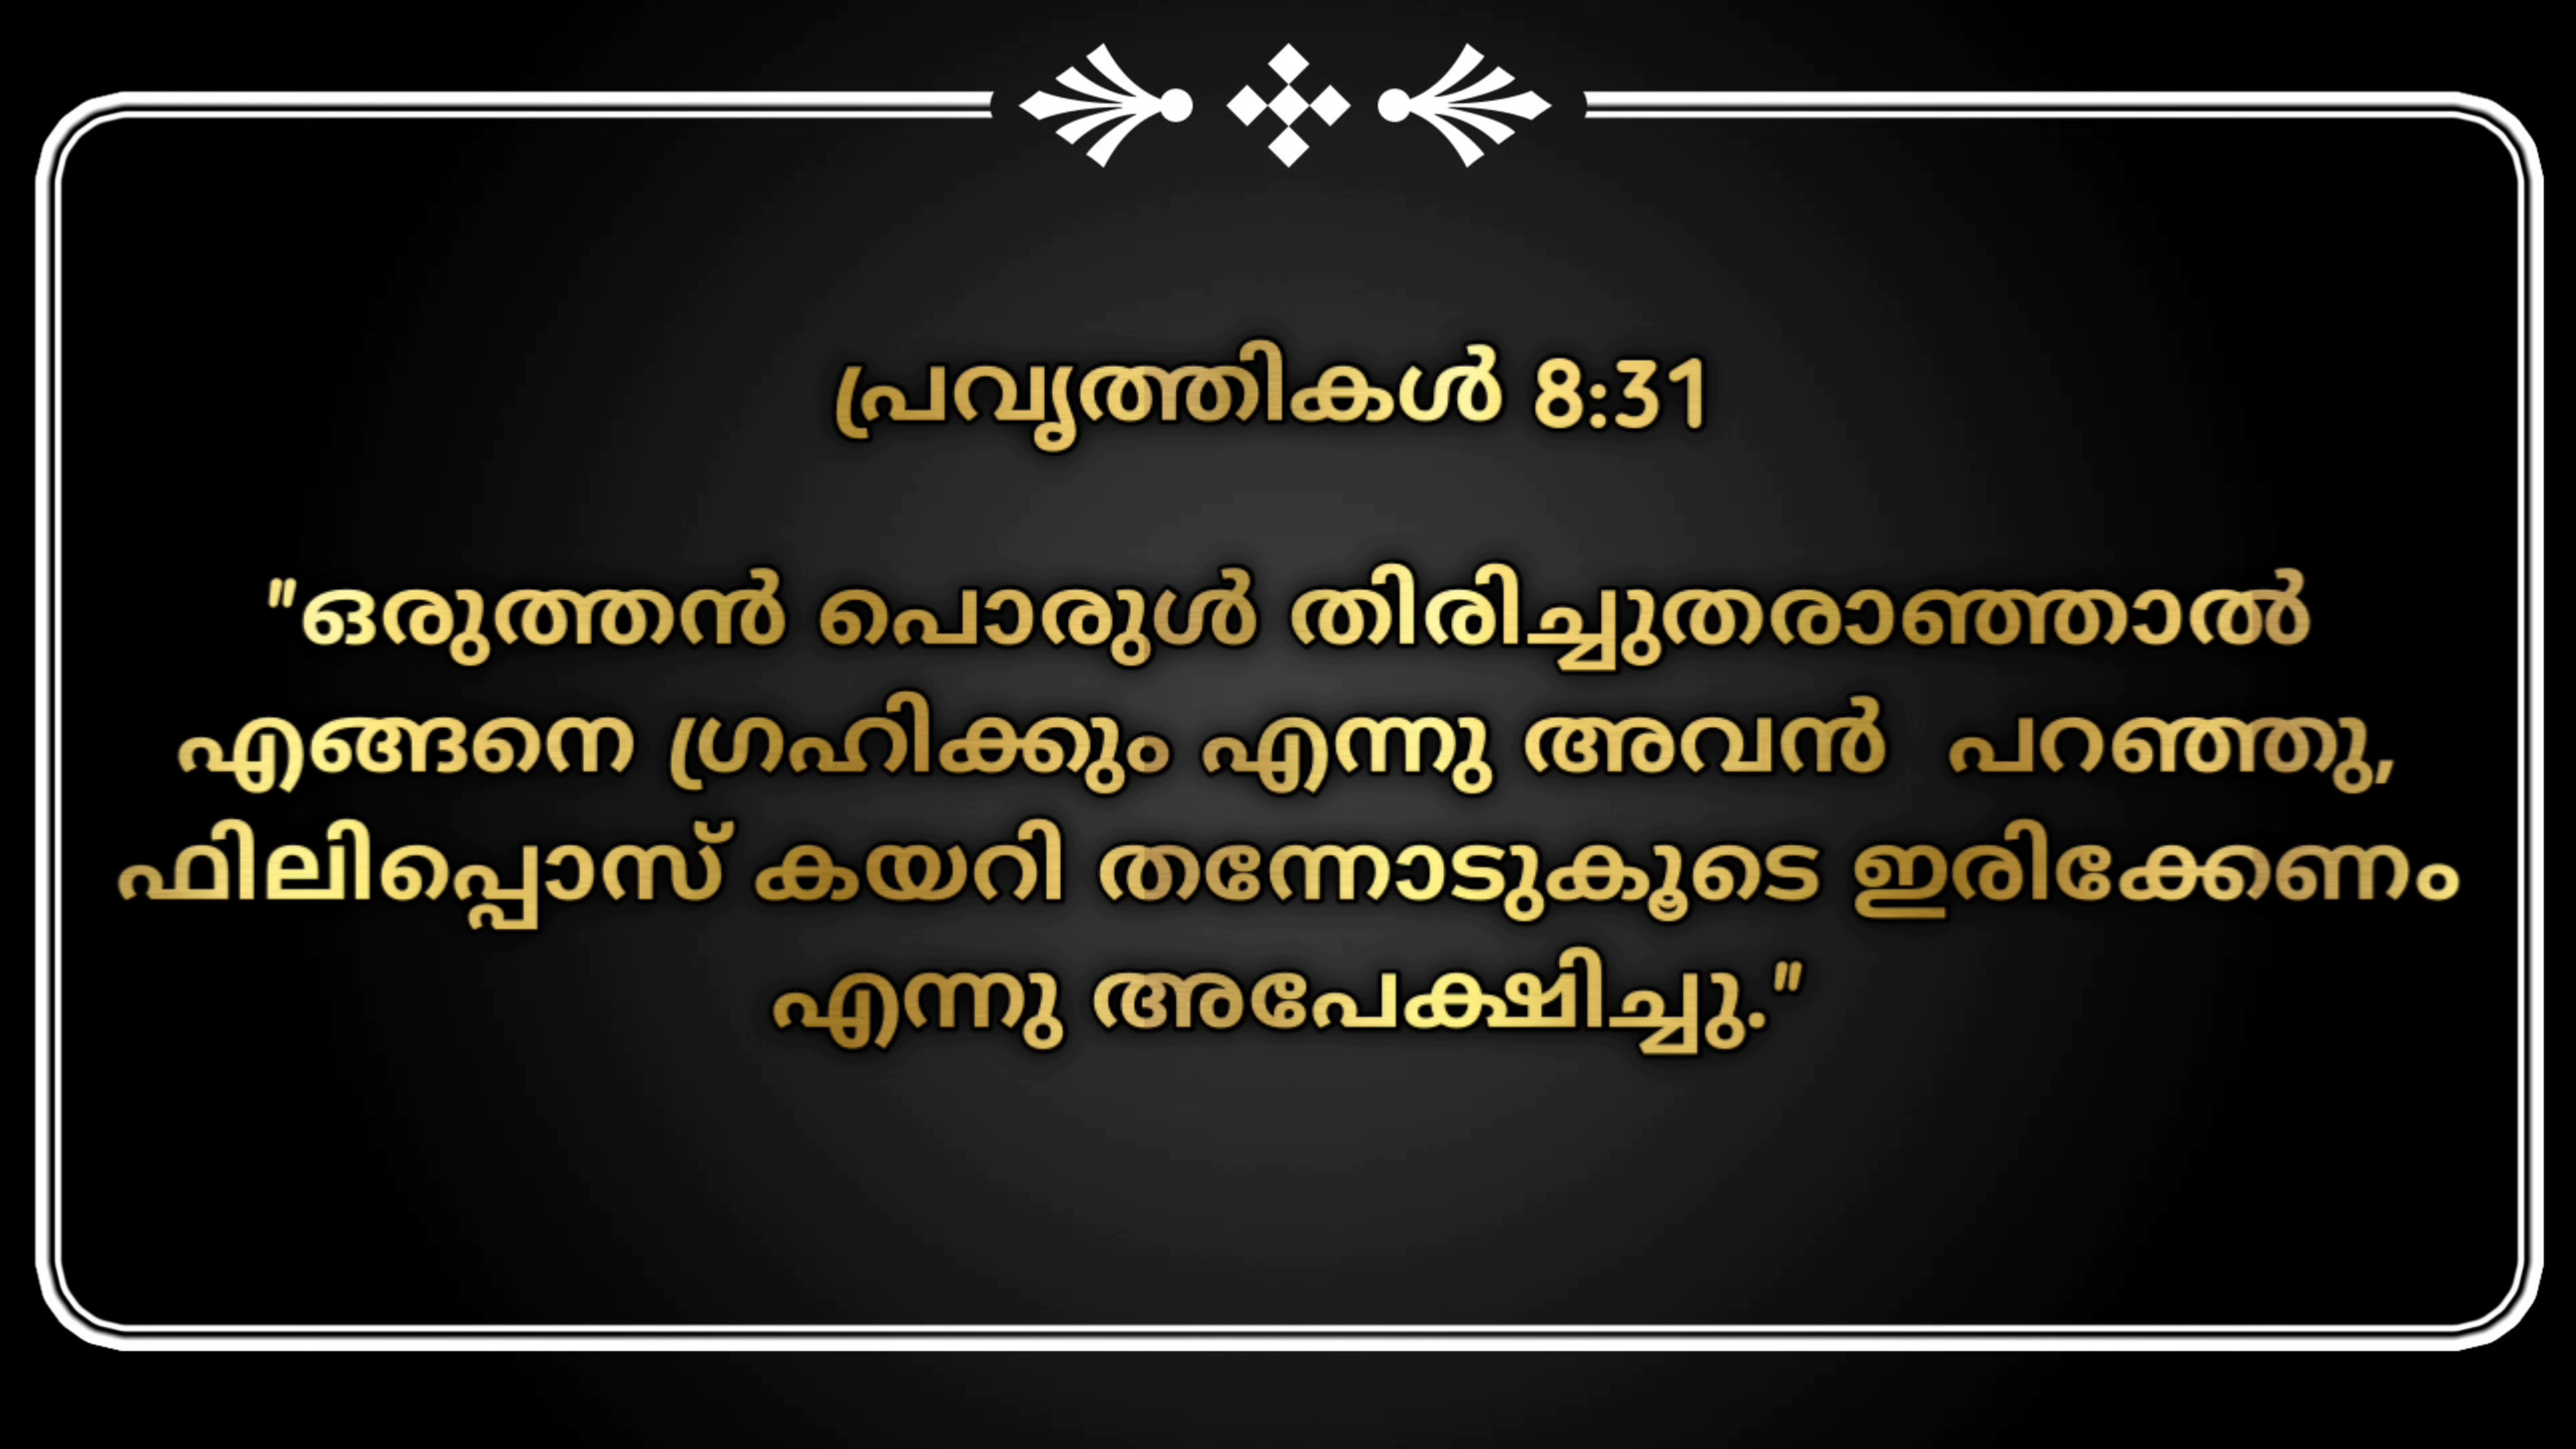 പ്രവൃത്തികൾ 8:31
"ഒരുത്തൻ പൊരുൾ തിരിച്ചുതരാഞ്ഞാൽ
എങ്ങനെ ഗ്രഹിക്കും എന്നു അവൻ  പറഞ്ഞു,
ഫിലിപ്പൊസ് കയറി തന്നോടുകൂടെ ഇരിക്കേണം
എന്നു അപേക്ഷിച്ചു."